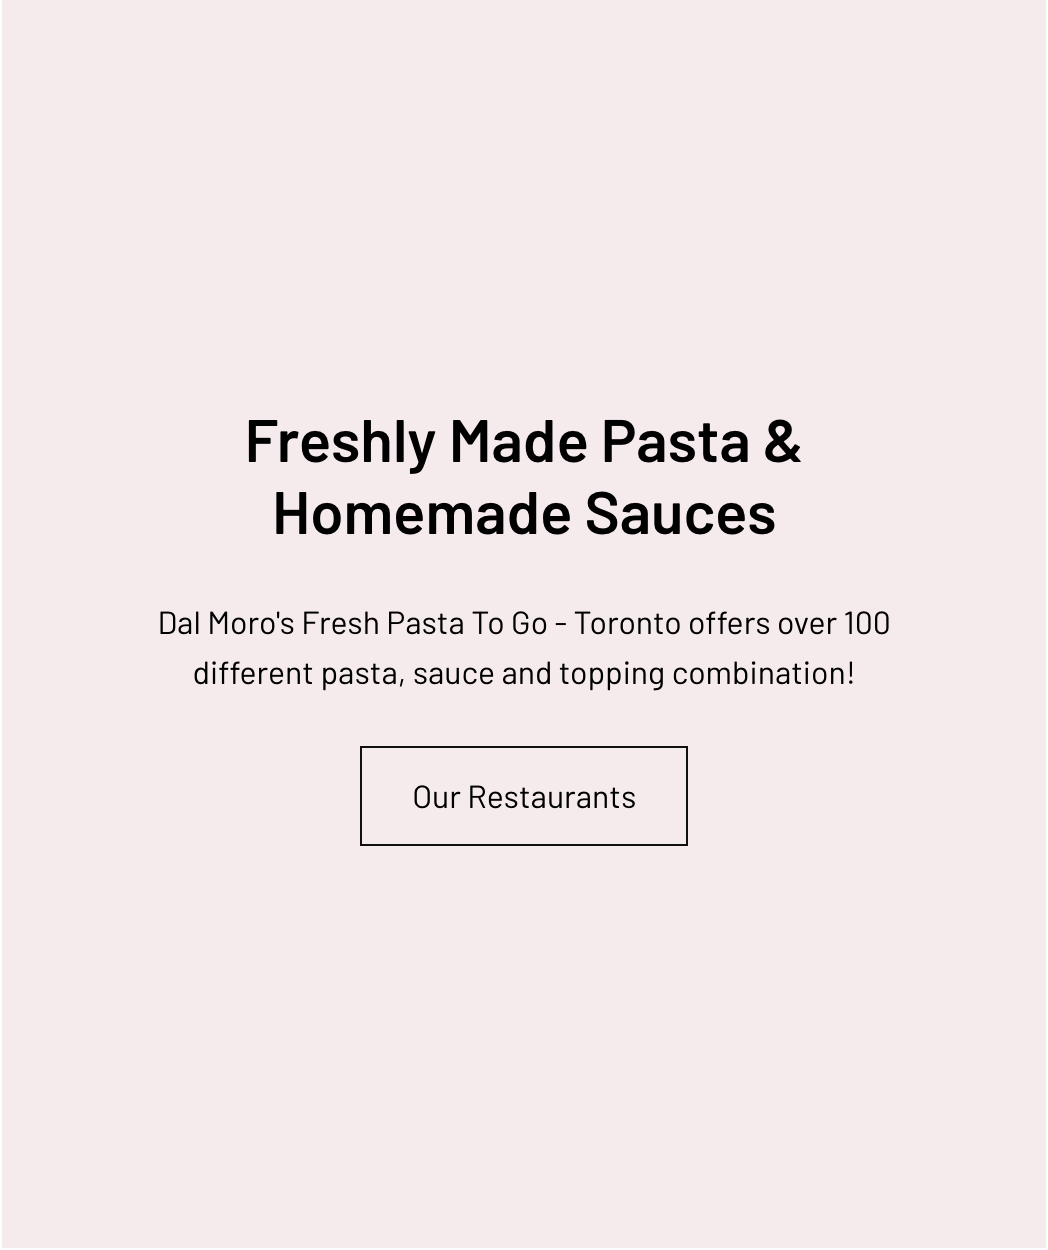 Freshly Made Pasta &
Homemade Sauces
Dal Moro's Fresh Pasta To Go - Toronto offers over 100
different pasta, sauce and topping combination!
Our Restaurants